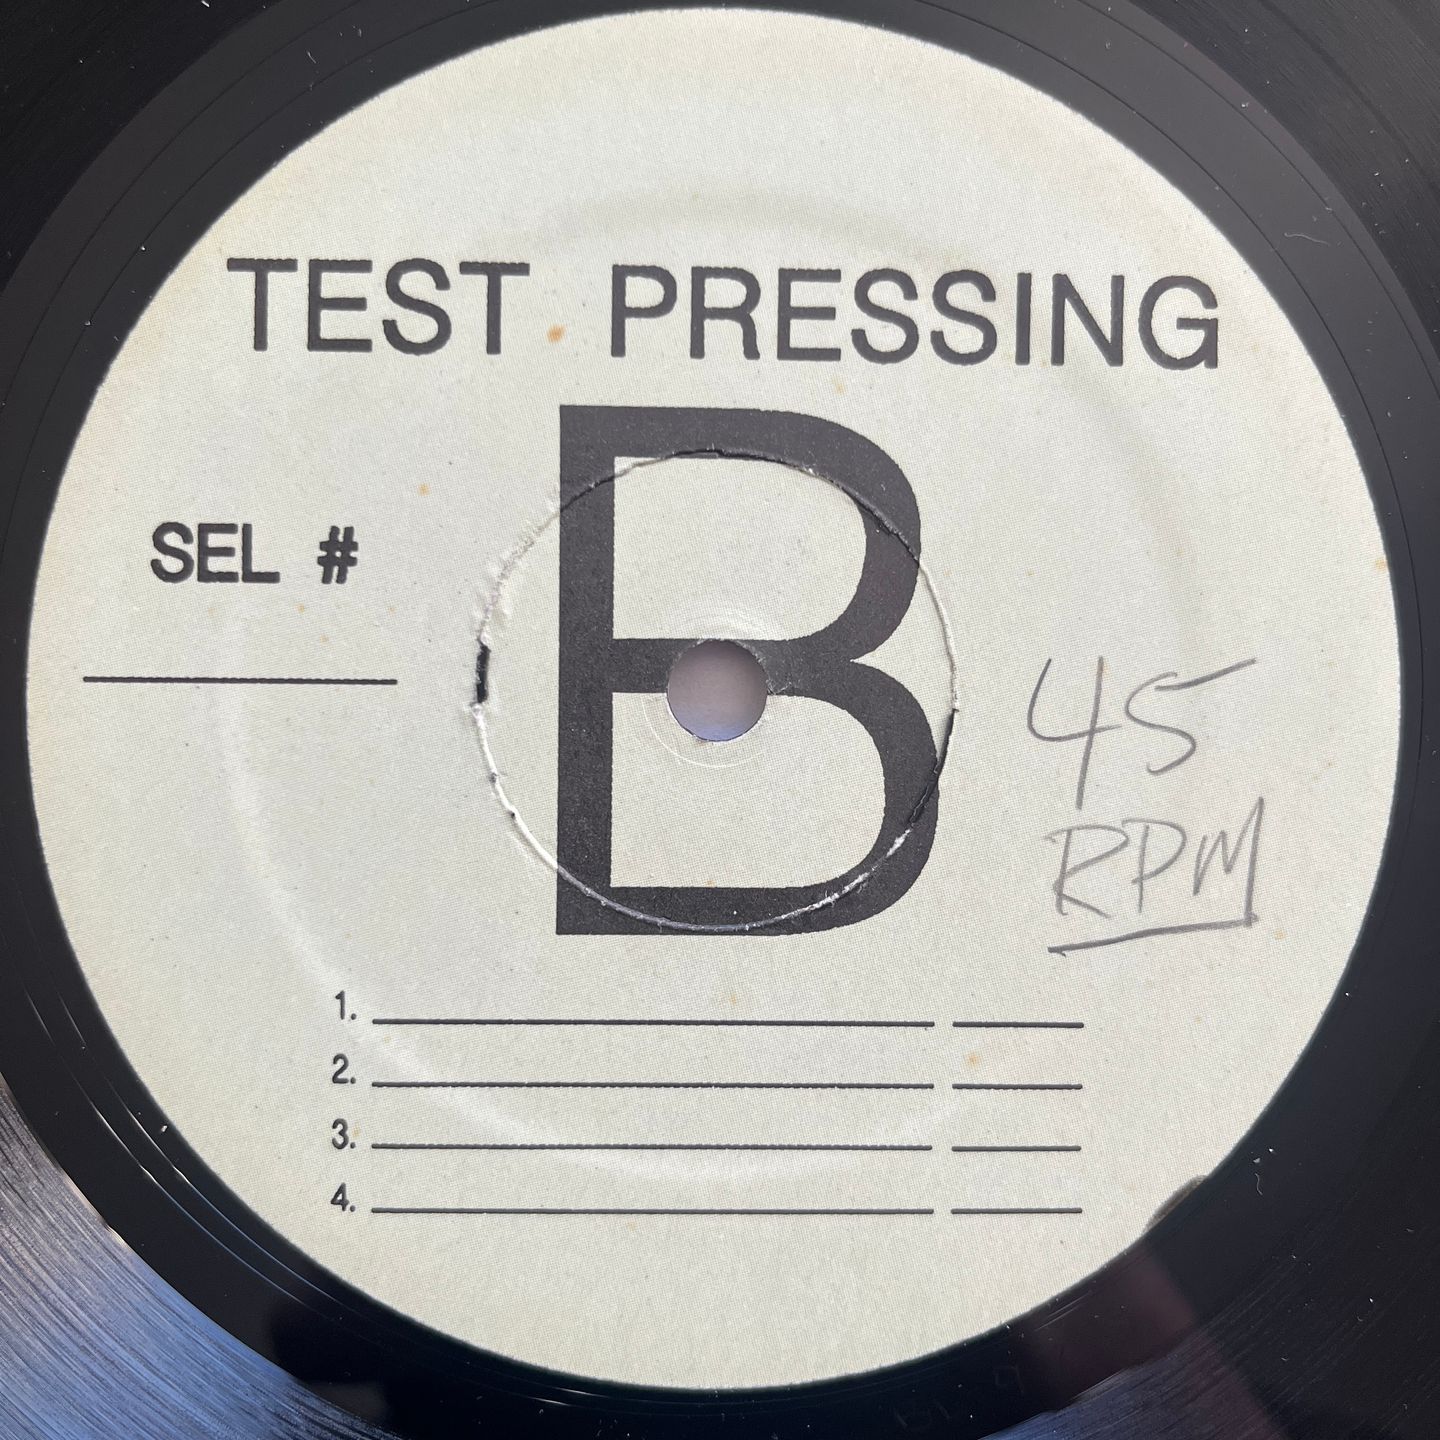 TEST PRESSING
B
SEL #
45
RPM
1.
2.
3.
4.